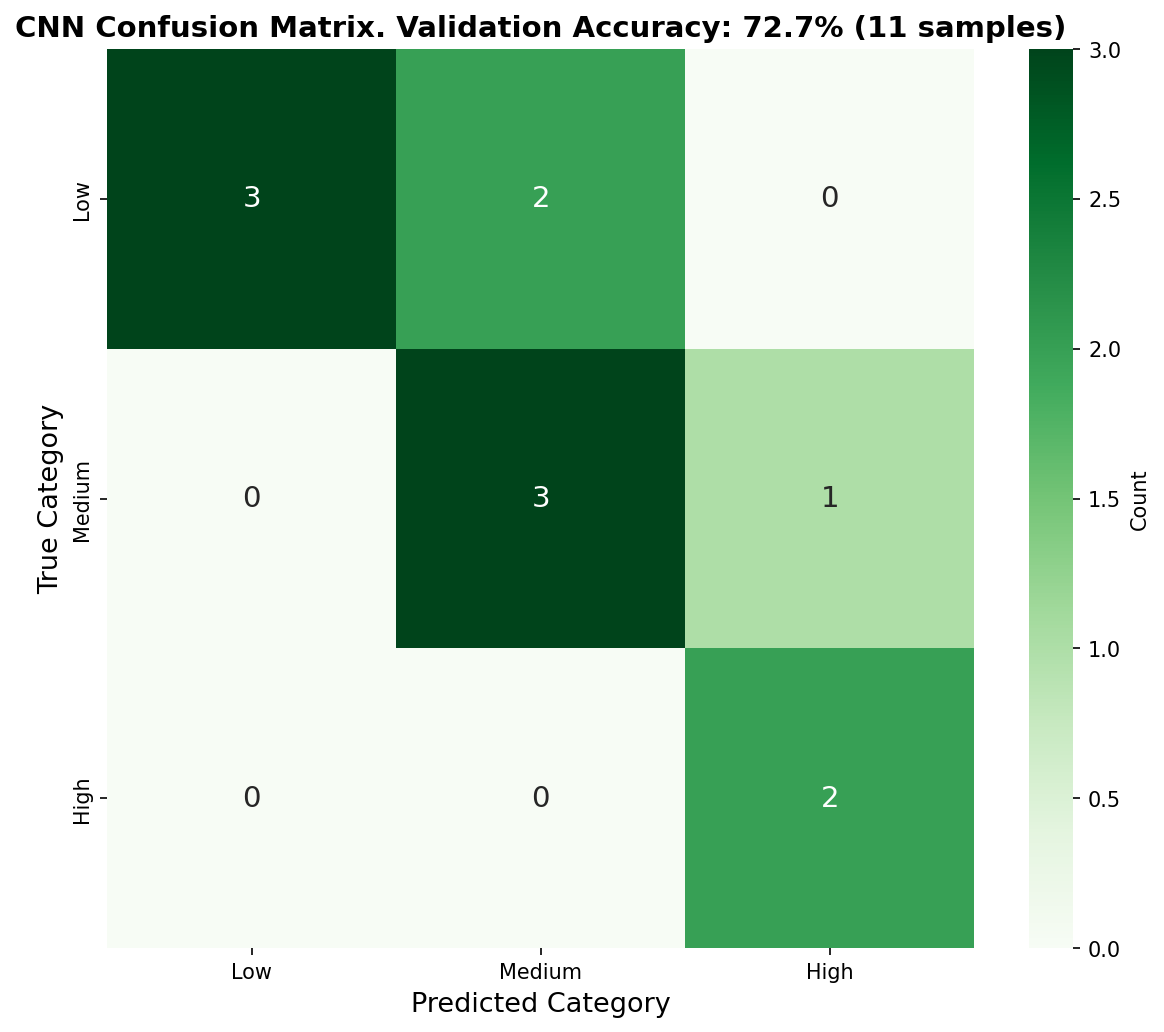 CNN Confusion Matrix. Validation Accuracy: 72.7% (11 samples)
True Category
Low
3
2
0
Medium
0
3
1
High
0
0
2
Low
Medium
High
Predicted Category
3.0
2.5
2.0
1.5
1.0
0.5
0.0
Count